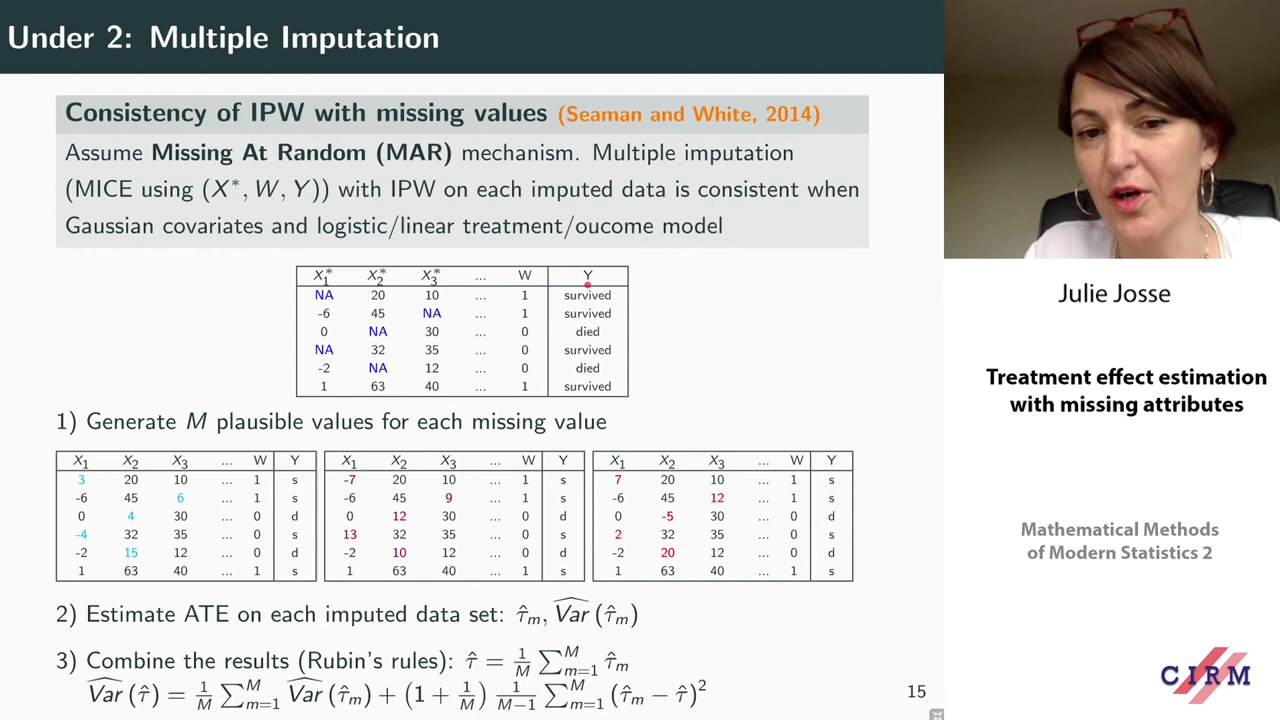 Under 2: Multiple Imputation
Consistency of IPW with missing values (Seaman and White, 2014)
Assume Missing At Random (MAR) mechanism. Multiple imputation
(MICE using (X*, W, Y)) with IPW on each imputed data is consistent when
Gaussian covariates and logistic/linear treatment/oucome model
X₁* X₂* X₃* ... W Y
NA 20 10 ... 1 survived
-6 45 NA ... 1 survived
0 NA 30 ... 0 died
NA 32 35 ... 0 survived
-2 NA 12 ... 0 died
1 63 40 ... 1 survived
1) Generate M plausible values for each missing value
X₁ X₂ X₃ ... W Y
3 20 10 ... 1 s
-6 45 6 ... 1 s
0 4 30 ... 0 d
-4 32 35 ... 0 s
-2 15 12 ... 0 d
1 63 40 ... 1 s
X₁ X₂ X₃ ... W Y
-7 20 10 ... 1 s
-6 45 9 ... 1 s
0 12 30 ... 0 d
13 32 35 ... 0 s
-2 10 12 ... 0 d
1 63 40 ... 1 s
X₁ X₂ X₃ ... W Y
7 20 10 ... 1 s
-6 45 12 ... 1 s
0 -5 30 ... 0 d
2 32 35 ... 0 s
-2 20 12 ... 0 d
1 63 40 ... 1 s
2) Estimate ATE on each imputed data set: τ̂ₘ, V̂ar(τ̂ₘ)
3) Combine the results (Rubin's rules): τ̂ = 1/M ∑ᴹₘ₌₁ τ̂ₘ
V̂ar(τ̂) = 1/M ∑ᴹₘ₌₁ V̂ar(τ̂ₘ) + (1 + 1/M) 1/(M−1) ∑ᴹₘ₌₁ (τ̂ₘ − τ̂)²
15
Julie Josse
Treatment effect estimation
with missing attributes
Mathematical Methods
of Modern Statistics 2
CIRM